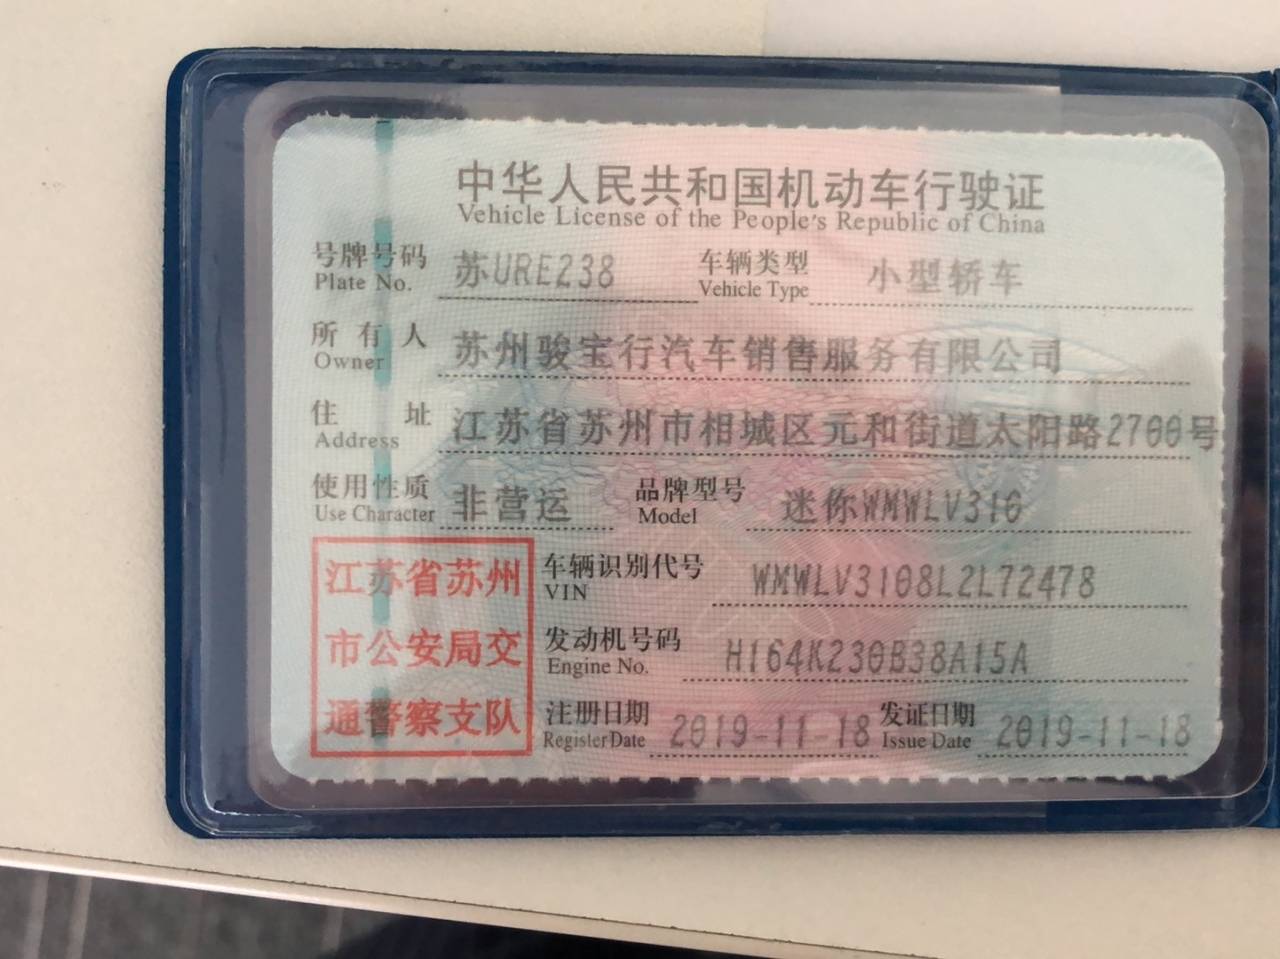 中华人民共和国机动车行驶证
Vehicle License of the People's Republic of China
号牌号码 苏URE238 车辆类型 小型轿车
Plate No. Vehicle Type
所有人 苏州骏宝行汽车销售服务有限公司
Owner
住址 江苏省苏州市相城区元和街道太阳路2700号
Address
使用性质 非营运 品牌型号 迷你WMWLV310
Use Character Model
江苏省苏州
市公安局交
通警察支队
车辆识别代号 WMWLV3108L2L72478
VIN
发动机号码 H164K230B38A15A
Engine No.
注册日期 2019-11-18 发证日期 2019-11-18
Register Date Issue Date